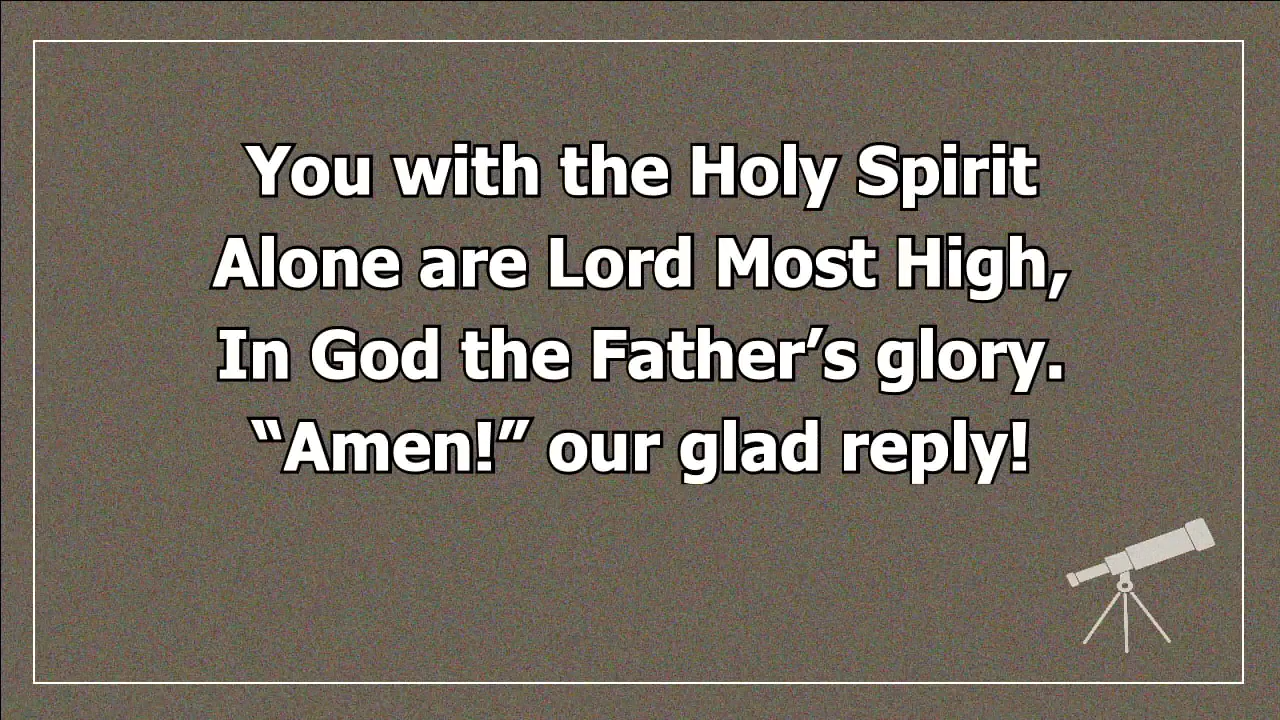 You with the Holy Spirit
Alone are Lord Most High,
In God the Father’s glory.
“Amen!” our glad reply!